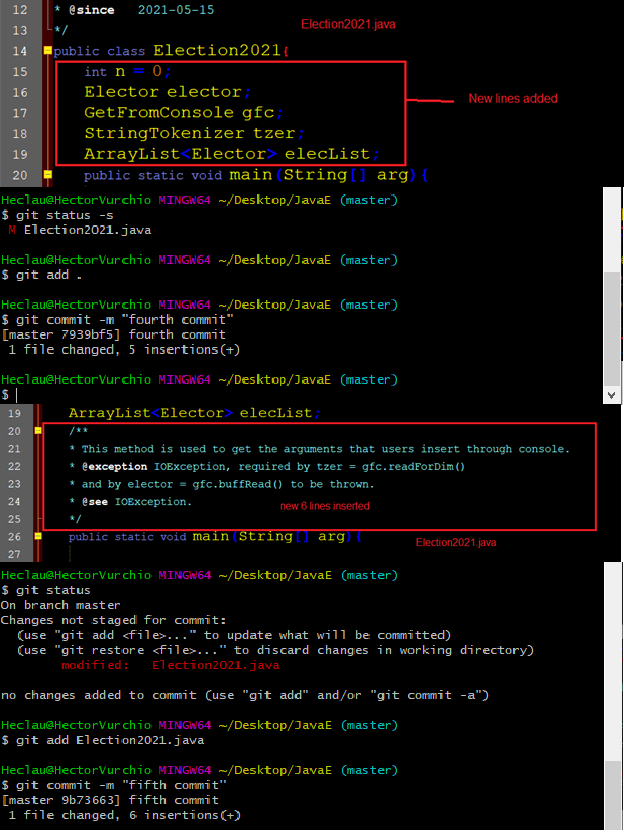 12 * @since 2021-05-15
Election2021.java
13 */
14 public class Election2021{
15 int n = 0;
16 Elector elector;
New lines added
17 GetFromConsole gfc;
18 StringTokenizer tzer;
19 ArrayList<Elector> elecList;
20 public static void main(String[] arg){
Heclau@HectorVurchio MINGW64 ~/Desktop/JavaE (master)
$ git status -s
M Election2021.java
Heclau@HectorVurchio MINGW64 ~/Desktop/JavaE (master)
$ git add .
Heclau@HectorVurchio MINGW64 ~/Desktop/JavaE (master)
$ git commit -m "fourth commit"
[master 7939bf5] fourth commit
1 file changed, 5 insertions(+)
Heclau@HectorVurchio MINGW64 ~/Desktop/JavaE (master)
$
19 ArrayList<Elector> elecList;
20 /**
21 * This method is used to get the arguments that users insert through console.
22 * @exception IOException, required by tzer = gfc.readForDim()
23 * and by elector = gfc.buffRead() to be thrown.
24 * @see IOException.
new 6 lines inserted
25 */
26 public static void main(String[] arg){
Election2021.java
27
Heclau@HectorVurchio MINGW64 ~/Desktop/JavaE (master)
$ git status
On branch master
Changes not staged for commit:
(use "git add <file>..." to update what will be committed)
(use "git restore <file>..." to discard changes in working directory)
modified: Election2021.java
no changes added to commit (use "git add" and/or "git commit -a")
Heclau@HectorVurchio MINGW64 ~/Desktop/JavaE (master)
$ git add Election2021.java
Heclau@HectorVurchio MINGW64 ~/Desktop/JavaE (master)
$ git commit -m "fifth commit"
[master 9b73663] fifth commit
1 file changed, 6 insertions(+)